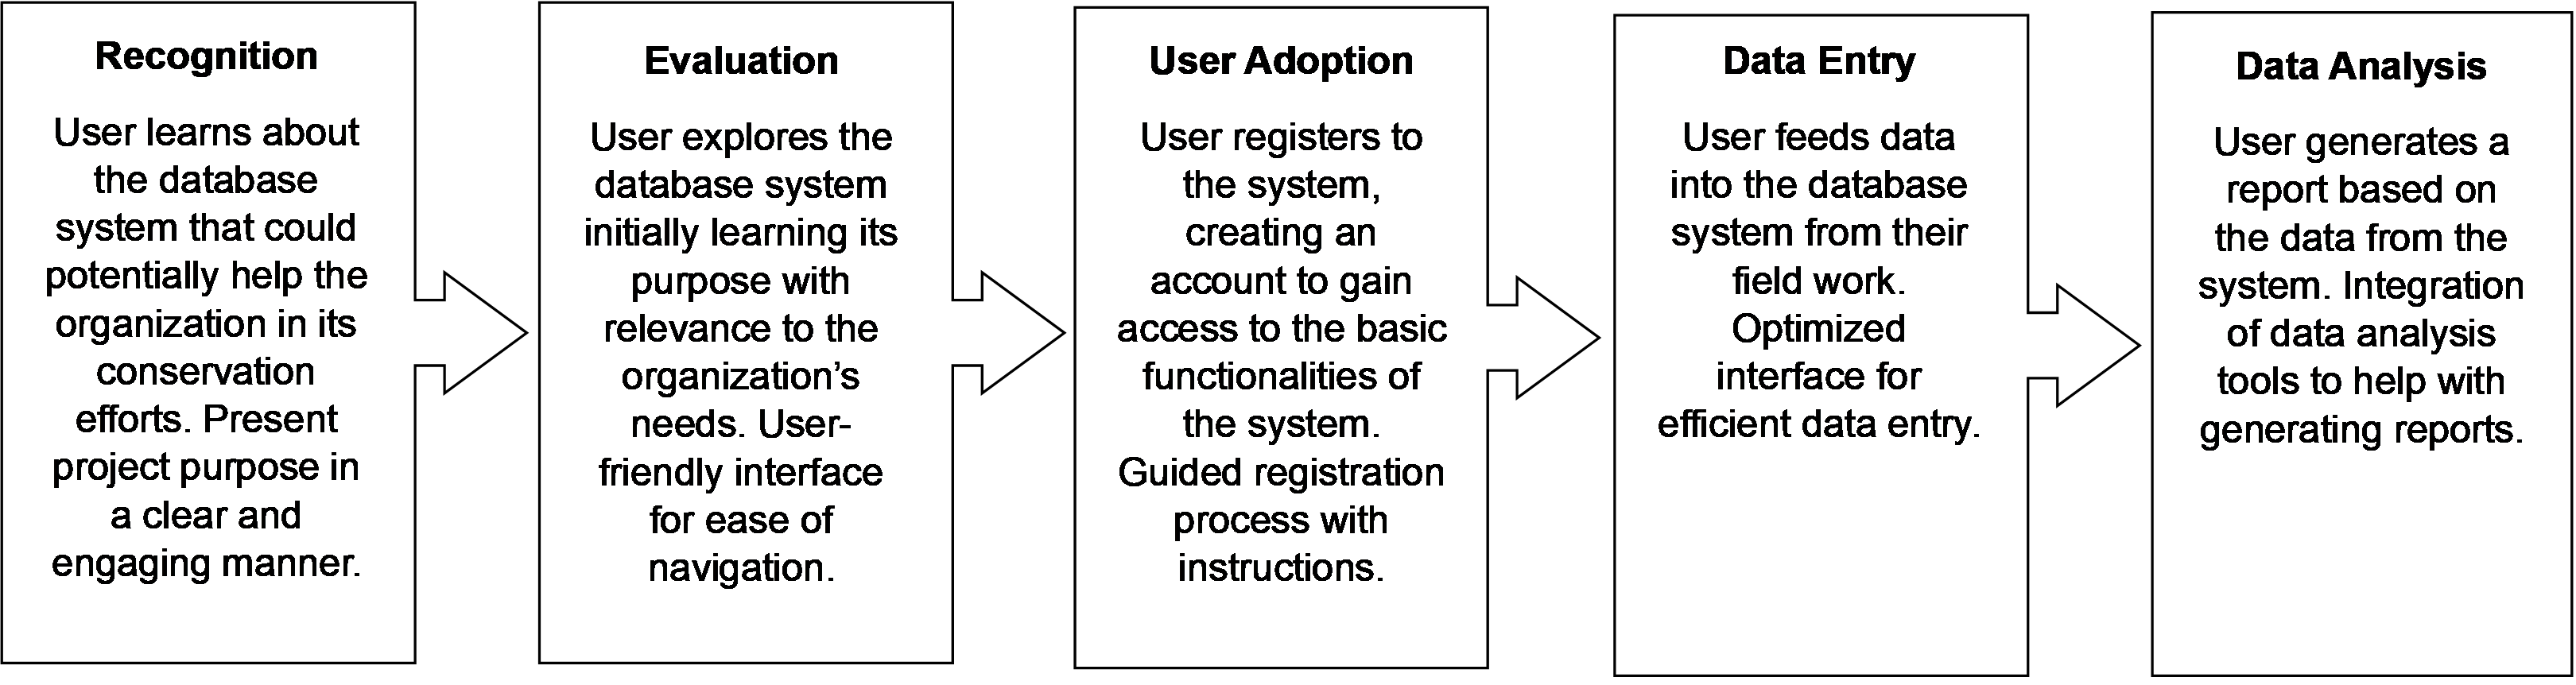 Recognition
User learns about
the database
system that could
potentially help the
organization in its
conservation
efforts. Present
project purpose in
a clear and
engaging manner.
Evaluation
User explores the
database system
initially learning its
purpose with
relevance to the
organization’s
needs. User-
friendly interface
for ease of
navigation.
User Adoption
User registers to
the system,
creating an
account to gain
access to the basic
functionalities of
the system.
Guided registration
process with
instructions.
Data Entry
User feeds data
into the database
system from their
field work.
Optimized
interface for
efficient data entry.
Data Analysis
User generates a
report based on
the data from the
system. Integration
of data analysis
tools to help with
generating reports.